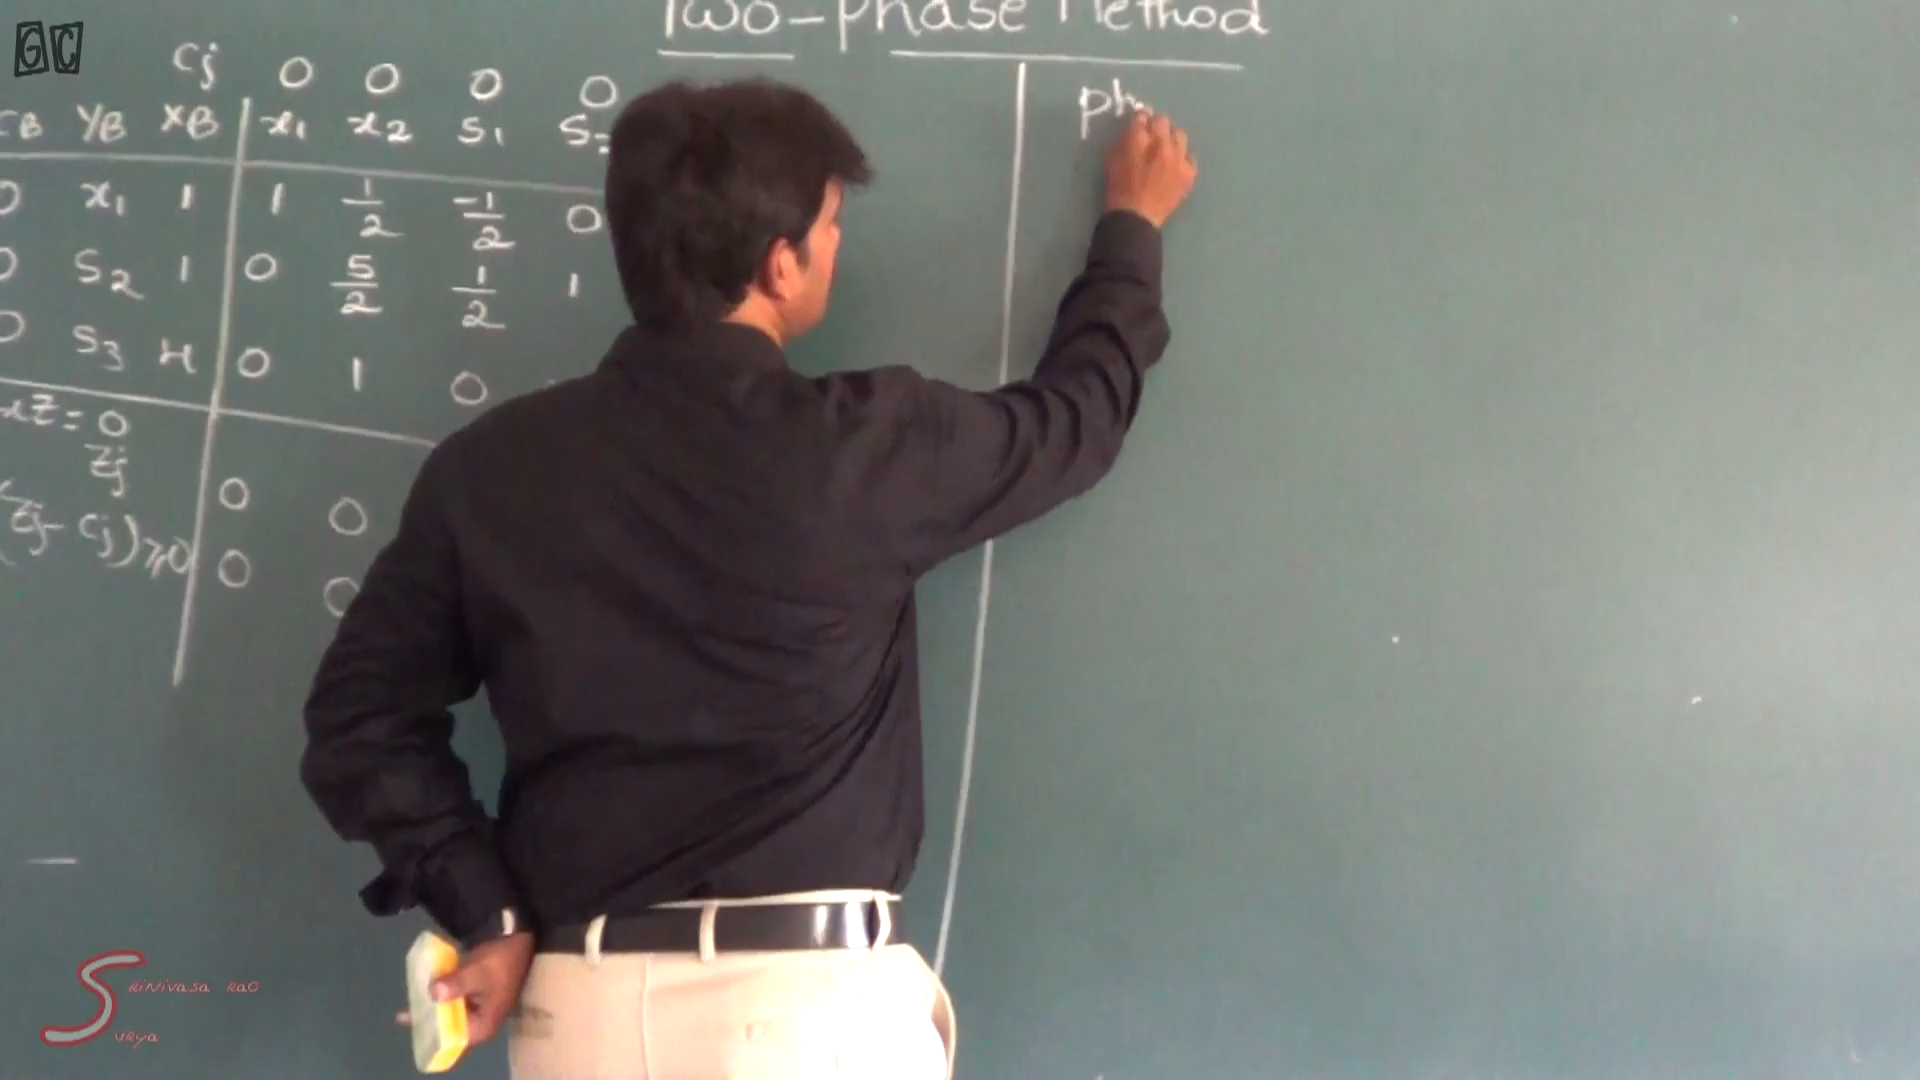 GC
Two-Phase Method
Cj 0 0 0 0
CB YB XB x1 x2 S1
0 x1 1 1 1/2 -1/2 0
0 S2 1 0 5/2 1/2 1
0 S3 4 0 1 0
Z=0
Zj 0 0
Zj-Cj)≥0 0 0
Srinivasa Rao
Surya